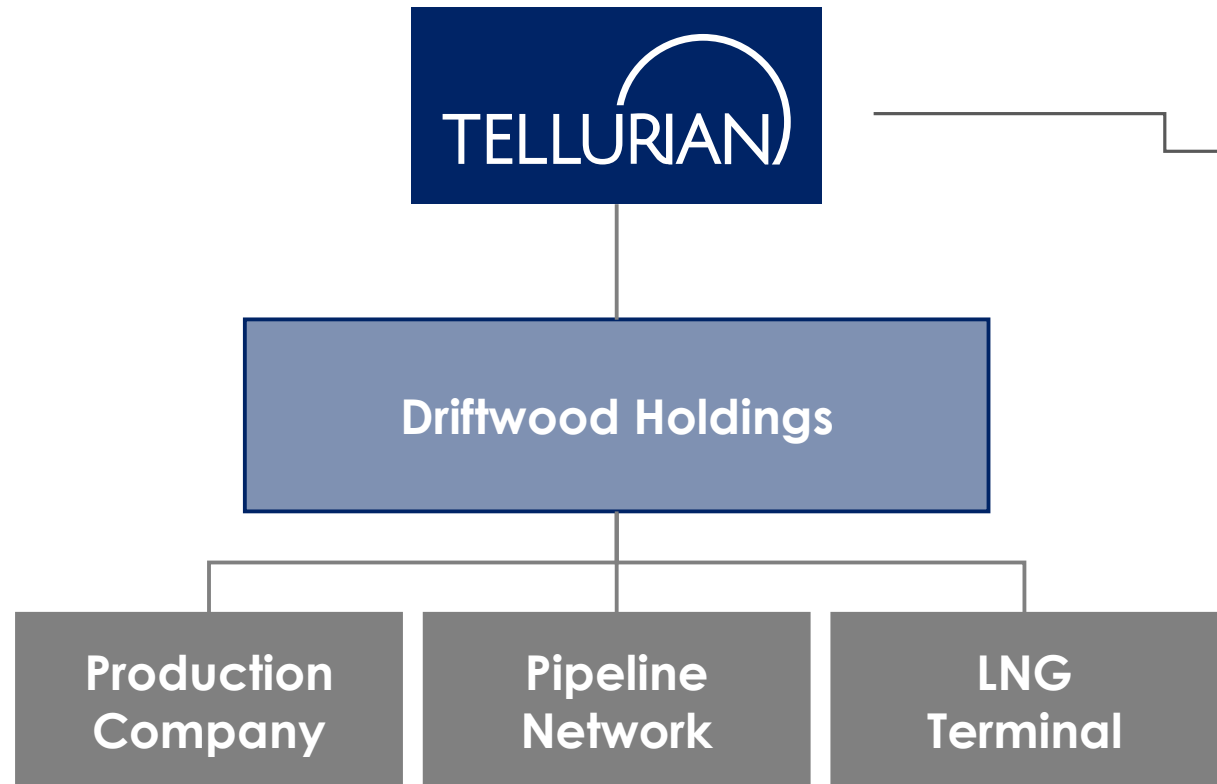 TELLURIAN
Driftwood Holdings
Production
Company
Pipeline
Network
LNG
Terminal